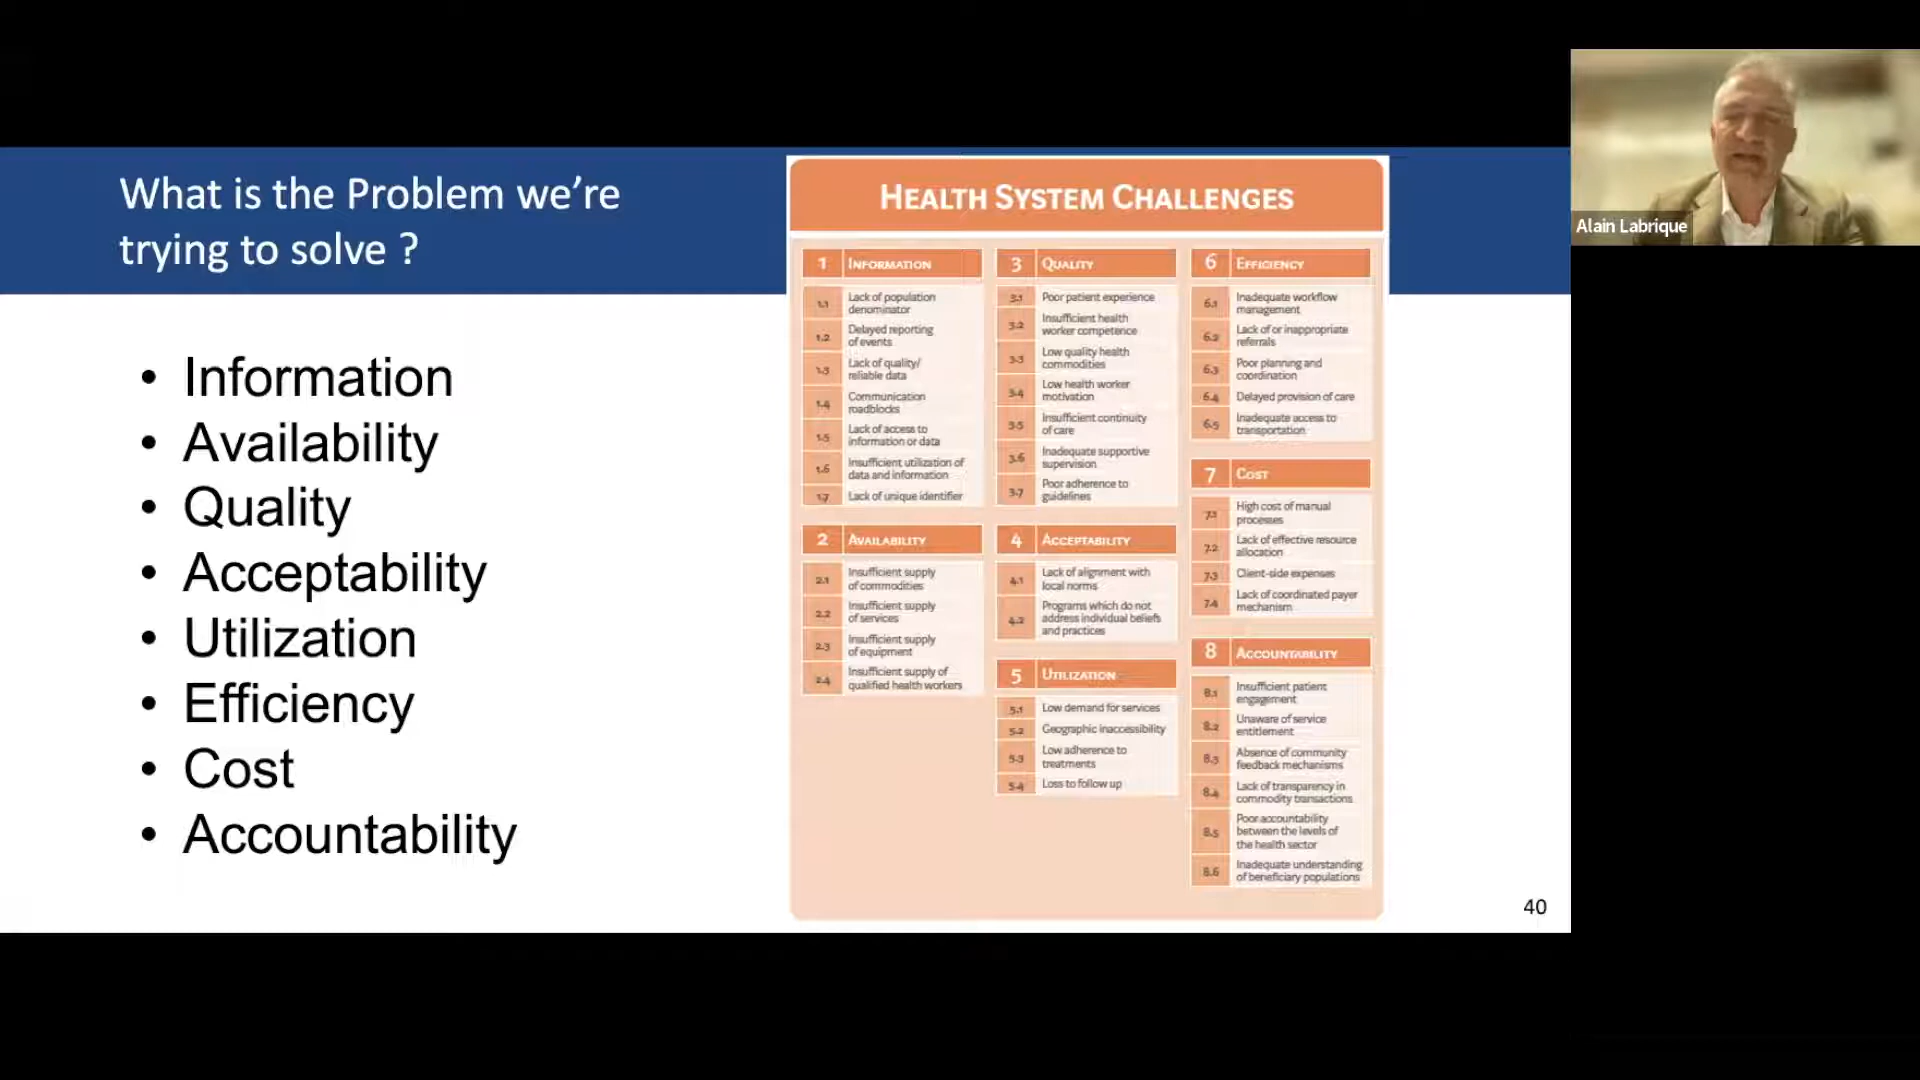 What is the Problem we're
trying to solve ?
• Information
• Availability
• Quality
• Acceptability
• Utilization
• Efficiency
• Cost
• Accountability
HEALTH SYSTEM CHALLENGES
1 INFORMATION
1.1 Lack of population
denominator
1.2 Delayed reporting
of events
1.3 Lack of quality/
reliable data
1.4 Communication
roadblocks
1.5 Lack of access to
information or data
1.6 Insufficient utilization of
data and information
1.7 Lack of unique identifier
2 AVAILABILITY
2.1 Insufficient supply
of commodities
2.2 Insufficient supply
of services
2.3 Insufficient supply
of equipment
2.4 Insufficient supply of
qualified health workers
3 QUALITY
3.1 Poor patient experience
3.2 Insufficient health
worker competence
3.3 Low quality health
commodities
3.4 Low health worker
motivation
3.5 Insufficient continuity
of care
3.6 Inadequate supportive
supervision
3.7 Poor adherence to
guidelines
4 ACCEPTABILITY
4.1 Lack of alignment with
local norms
4.2 Programs which do not
address individual beliefs
and practices
5 UTILIZATION
5.1 Low demand for services
5.2 Geographic inaccessibility
5.3 Low adherence to
treatments
5.4 Loss to follow up
6 EFFICIENCY
6.1 Inadequate workflow
management
6.2 Lack of or inappropriate
referrals
6.3 Poor planning and
coordination
6.4 Delayed provision of care
6.5 Inadequate access to
transportation
7 COST
7.1 High cost of manual
processes
7.2 Lack of effective resource
allocation
7.3 Client-side expenses
7.4 Lack of coordinated payer
mechanism
8 ACCOUNTABILITY
8.1 Insufficient patient
engagement
8.2 Unaware of service
entitlement
8.3 Absence of community
feedback mechanisms
8.4 Lack of transparency in
commodity transactions
8.5 Poor accountability
between the levels of
the health sector
8.6 Inadequate understanding
of beneficiary populations
40
Alain Labrique